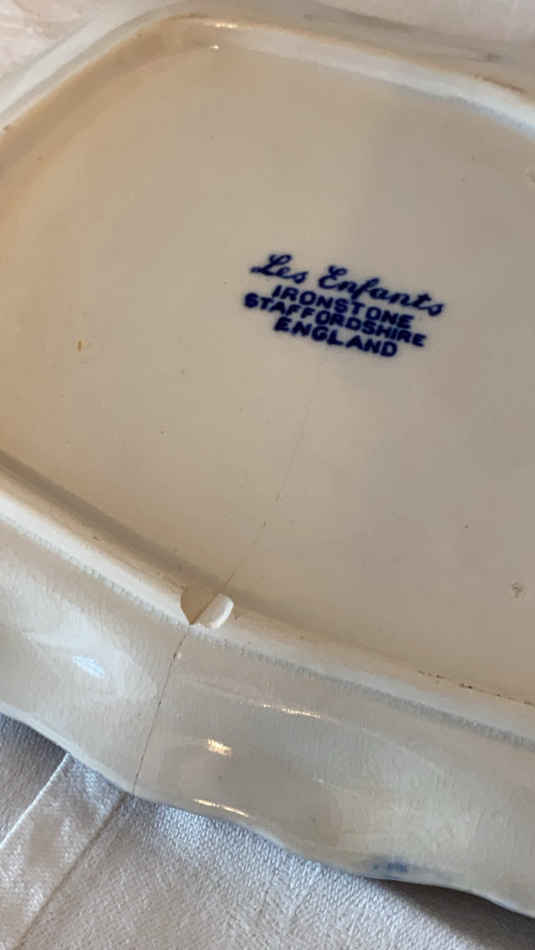 Les Enfants
IRONSTONE
STAFFORDSHIRE
ENGLAND